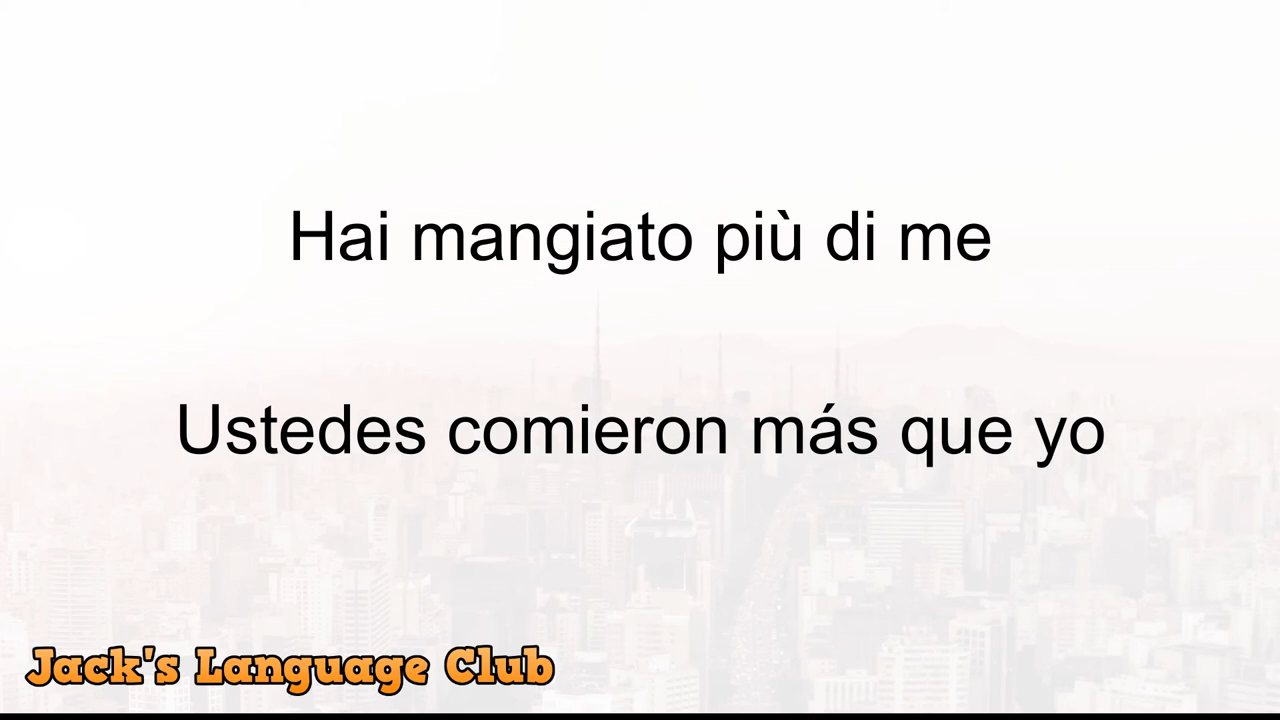 Hai mangiato più di me
Ustedes comieron más que yo
Jack's Language Club